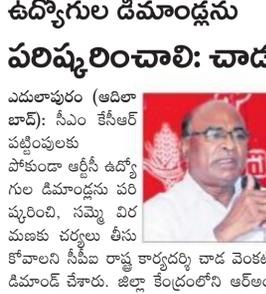 ఉద్యోగుల డిమాండ్లను
పరిష్కరించాలి: చాడ
ఎదులాపురం (ఆదిలా
బాద్): సీఎం కేసీఆర్
పట్టింపులకు
పోకుండా ఆర్టీసీ ఉద్యో
గుల డిమాండ్లను పరి
ష్కరించి, సమ్మె విర
మణకు చర్యలు తీసు
కోవాలని సీపీఐ రాష్ట్ర కార్యదర్శి చాడ వెంకట
డిమాండ్ చేశారు. జిల్లా కేంద్రంలోని